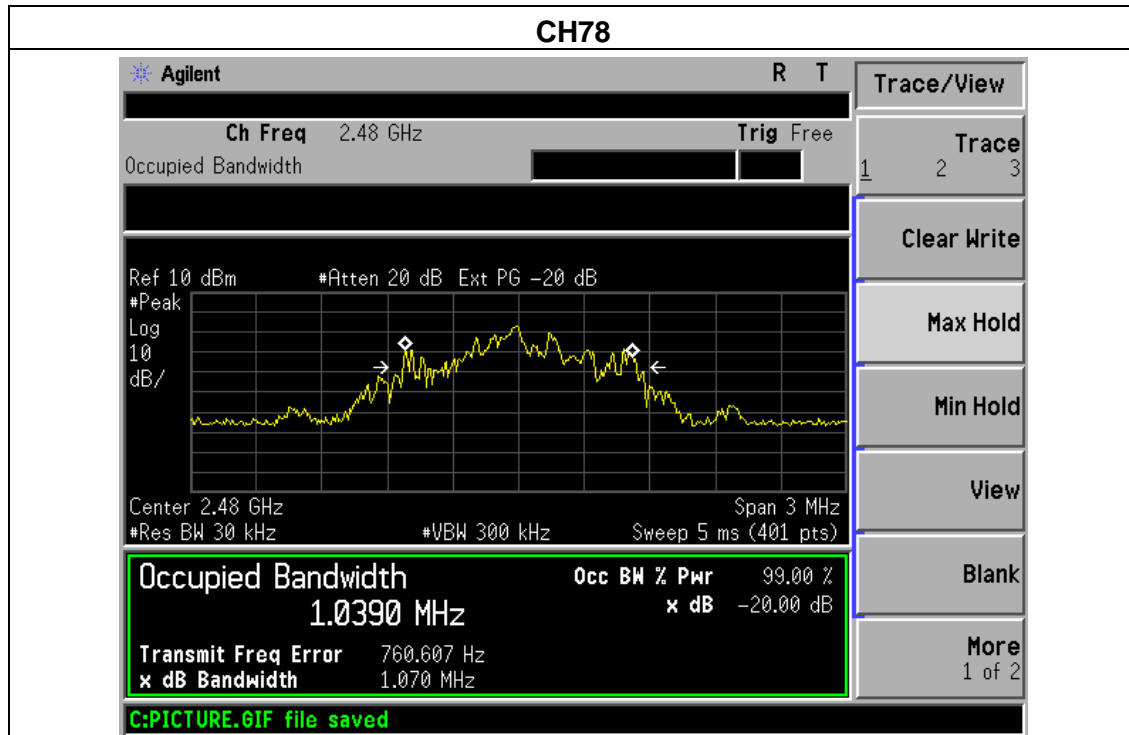 CH78
Agilent R T
Trace/View
Ch Freq 2.48 GHz Trig Free
Occupied Bandwidth
Trace
1 2 3
Clear Write
Ref 10 dBm #Atten 20 dB Ext PG -20 dB
#Peak
Log
10
dB/
Max Hold
Min Hold
View
Center 2.48 GHz Span 3 MHz
#Res BW 30 kHz #VBW 300 kHz Sweep 5 ms (401 pts)
Occupied Bandwidth Occ BW % Pwr 99.00 %
1.0390 MHz x dB -20.00 dB
Blank
Transmit Freq Error 760.607 Hz
x dB Bandwidth 1.070 MHz
More
1 of 2
C:PICTURE.GIF file saved